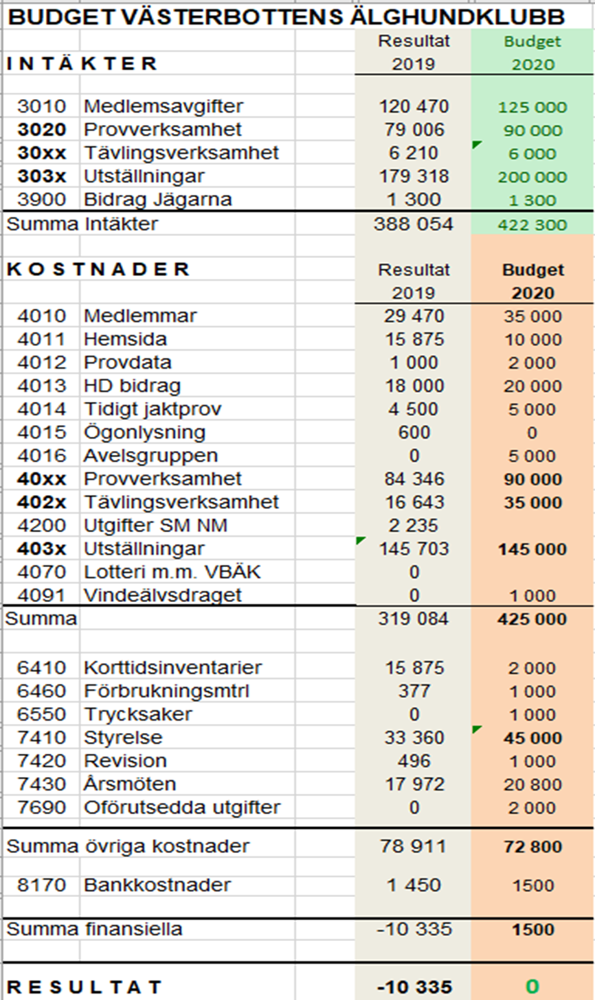 BUDGET VÄSTERBOTTENS ÄLGHUNDKLUBB
Resultat Budget
INTÄKTER 2019 2020
3010 Medlemsavgifter 120 470 125 000
3020 Provverksamhet 79 006 90 000
30xx Tävlingsverksamhet 6 210 6 000
303x Utställningar 179 318 200 000
3900 Bidrag Jägarna 1 300 1 300
Summa Intäkter 388 054 422 300
KOSTNADER Resultat Budget
2019 2020
4010 Medlemmar 29 470 35 000
4011 Hemsida 15 875 10 000
4012 Provdata 1 000 2 000
4013 HD bidrag 18 000 20 000
4014 Tidigt jaktprov 4 500 5 000
4015 Ögonlysning 600 0
4016 Avelsgruppen 0 5 000
40xx Provverksamhet 84 346 90 000
402x Tävlingsverksamhet 16 643 35 000
4200 Utgifter SM NM 2 235
403x Utställningar 145 703 145 000
4070 Lotteri m.m. VBÄK 0
4091 Vindeälvsdraget 0 1 000
Summa 319 084 425 000
6410 Korttidsinventarier 15 875 2 000
6460 Förbrukningsmtrl 377 1 000
6550 Trycksaker 0 1 000
7410 Styrelse 33 360 45 000
7420 Revision 496 1 000
7430 Årsmöten 17 972 20 800
7690 Oförutsedda utgifter 0 2 000
Summa övriga kostnader 78 911 72 800
8170 Bankkostnader 1 450 1500
Summa finansiella -10 335 1500
RESULTAT -10 335 0